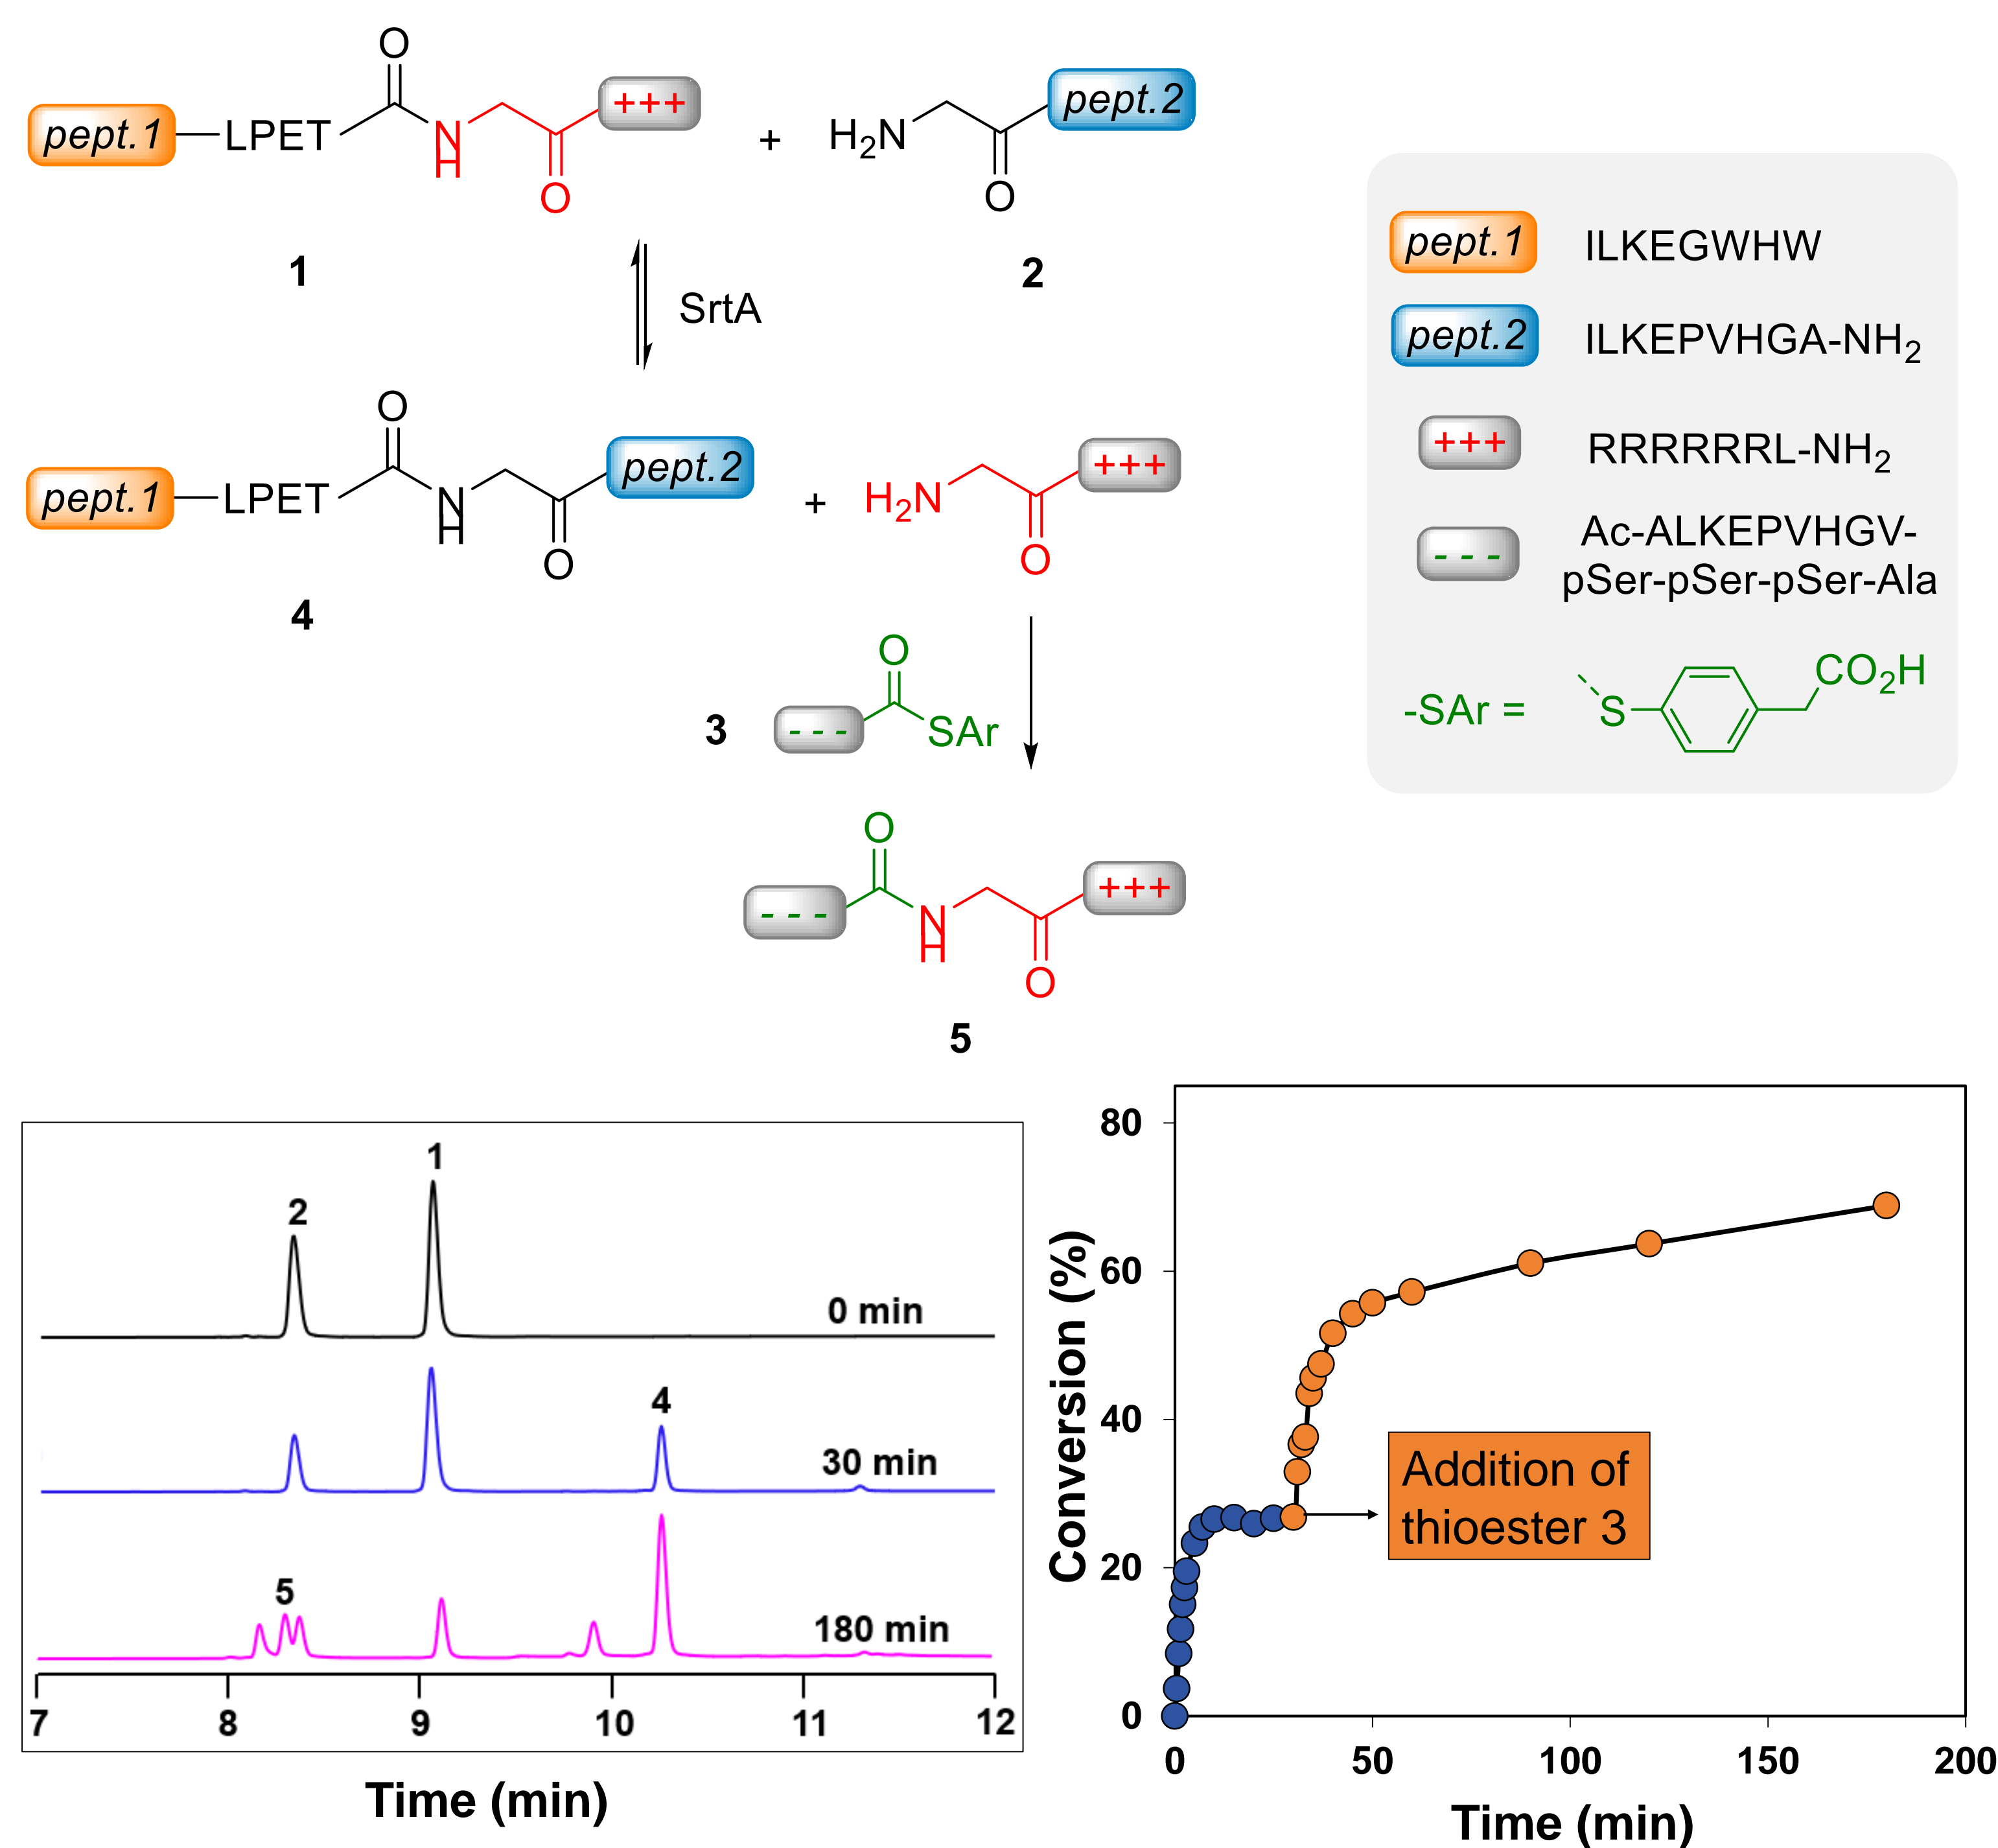 O
pept.1 LPET N H O +++ + H2N O pept.2
1 2
SrtA
O
pept.1 LPET N H O pept.2 + H2N O +++
4
O
3 - - - SAr
O
- - - N H O +++
5
pept.1 ILKEGWHW
pept.2 ILKEPVHGA-NH2
+++ RRRRRRL-NH2
- - - Ac-ALKEPVHGV-
pSer-pSer-pSer-Ala
-SAr = S CO2H
1
2
0 min
4
30 min
5
180 min
7 8 9 10 11 12
Time (min)
Conversion (%)
80
60
40
20
0
Addition of
thioester 3
0 50 100 150 200
Time (min)